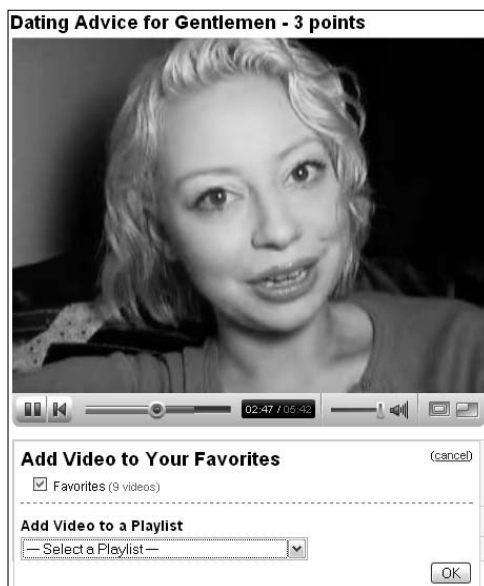 Dating Advice for Gentlemen - 3 points
02:47 / 05:42
Add Video to Your Favorites
(cancel)
Favorites (9 videos)
Add Video to a Playlist
— Select a Playlist —
OK